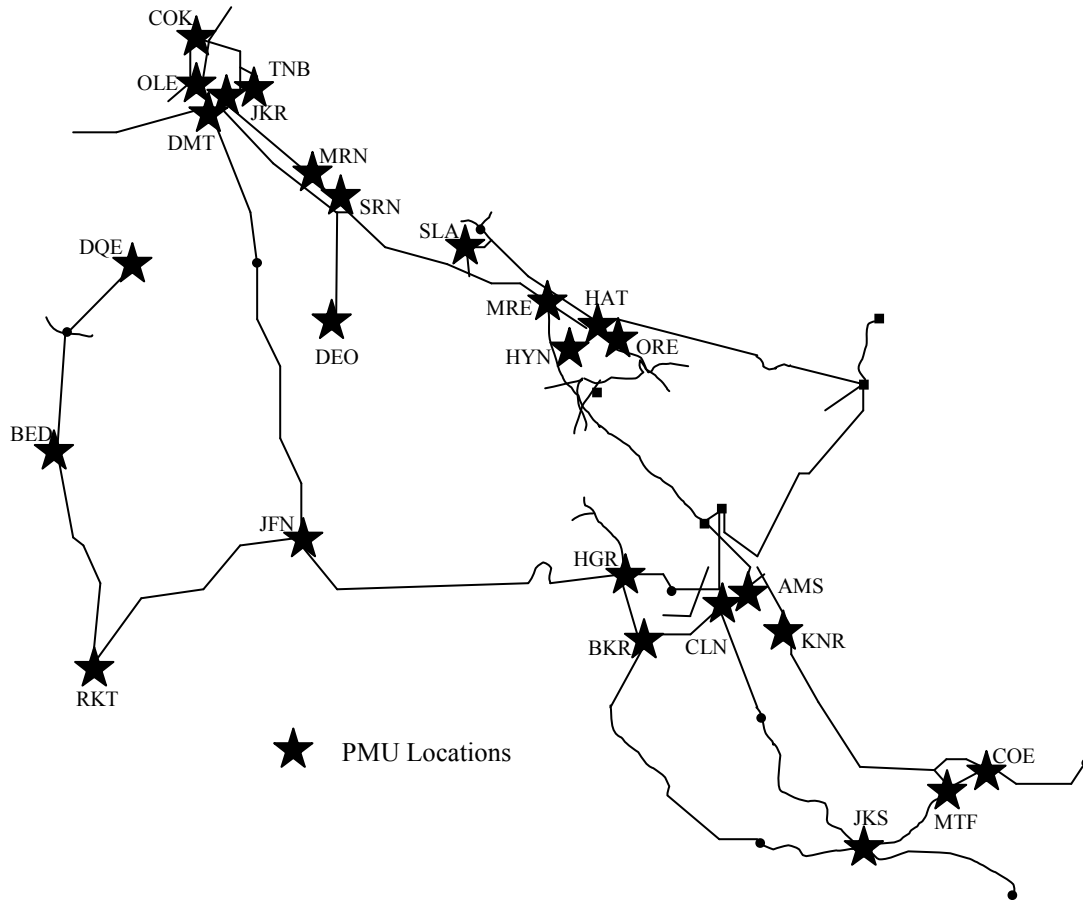 COK
TNB
OLE
JKR
DMT
MRN
SRN
SLA
DQE
MRE
HAT
DEO
HYN
ORE
BED
JFN
HGR
AMS
BKR
CLN
KNR
RKT
PMU Locations
COE
JKS
MTF